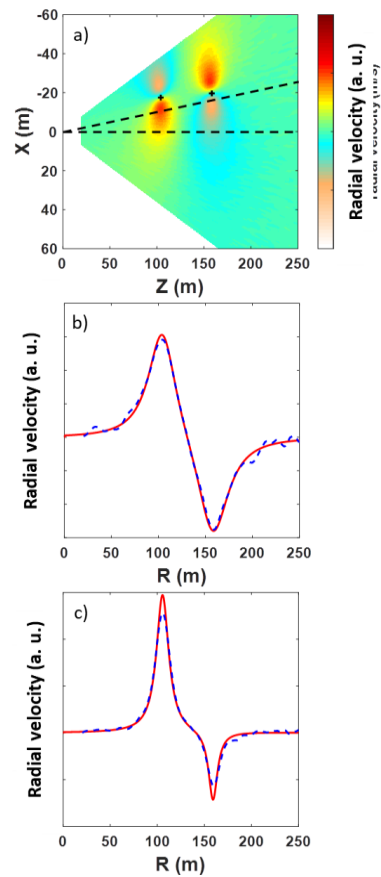 a)
-60
-40
-20
0
20
40
60
X (m)
0 50 100 150 200 250
Z (m)
Radial velocity (a. u.)
b)
Radial velocity (a. u.)
0 50 100 150 200 250
R (m)
c)
Radial velocity (a. u.)
0 50 100 150 200 250
R (m)